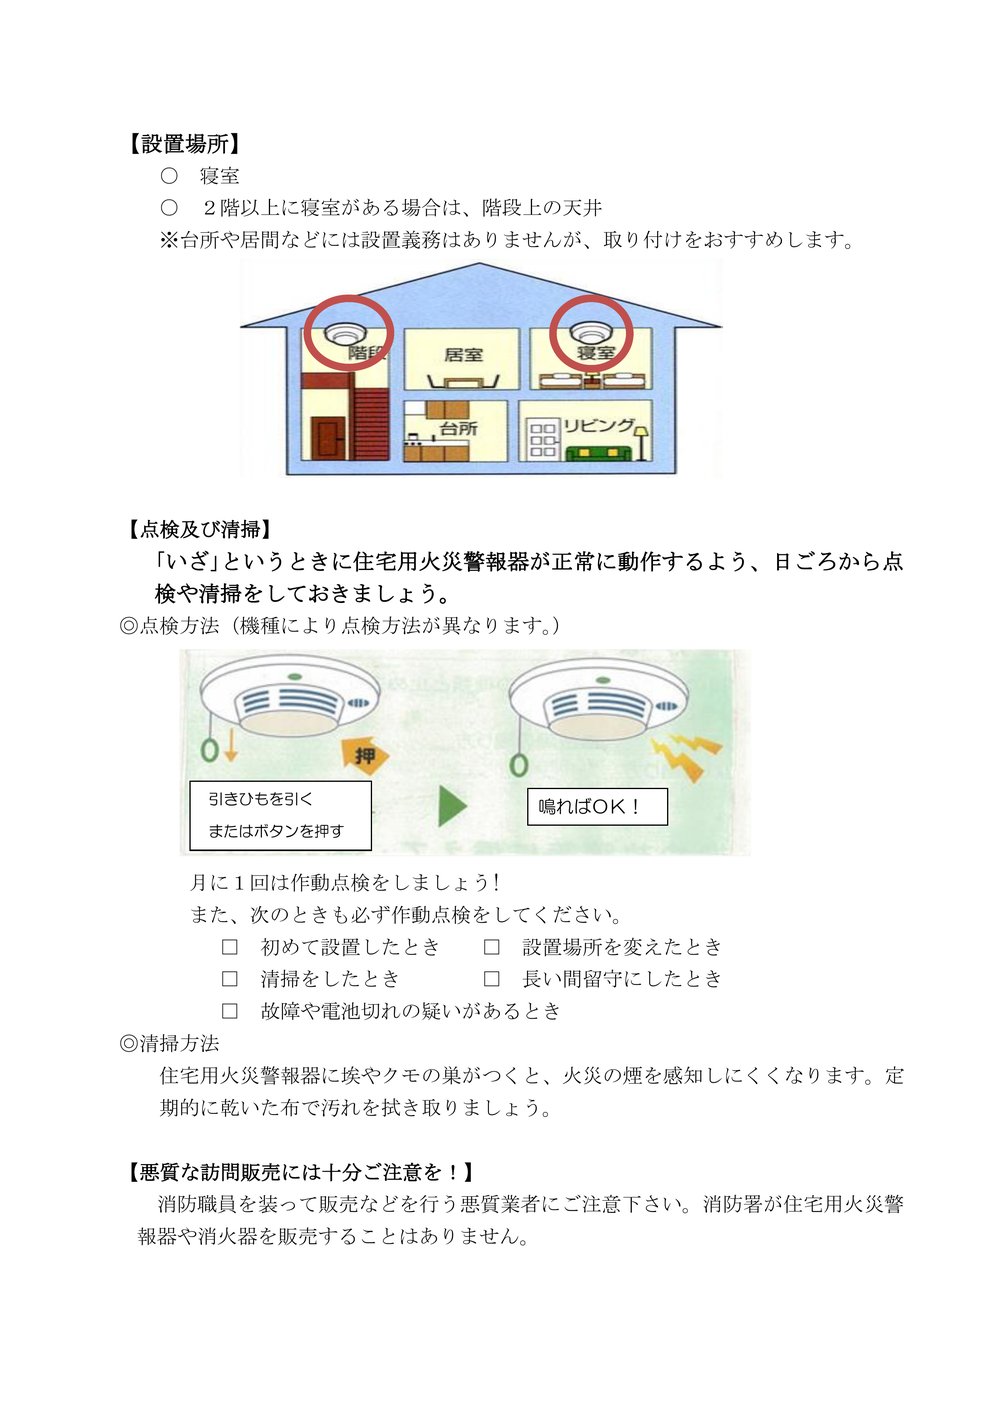 【設置場所】
○　寝室
○　２階以上に寝室がある場合は、階段上の天井
※台所や居間などには設置義務はありませんが、取り付けをおすすめします。
階段
居室
寝室
台所
リビング
【点検及び清掃】
「いざ」というときに住宅用火災警報器が正常に動作するよう、日ごろから点
検や清掃をしておきましょう。
◎点検方法（機種により点検方法が異なります。）
押
引きひもを引く
またはボタンを押す
鳴ればOK！
月に１回は作動点検をしましょう！
また、次のときも必ず作動点検をしてください。
□　初めて設置したとき　　□　設置場所を変えたとき
□　清掃をしたとき　　　　□　長い間留守にしたとき
□　故障や電池切れの疑いがあるとき
◎清掃方法
住宅用火災警報器に埃やクモの巣がつくと、火災の煙を感知しにくくなります。定
期的に乾いた布で汚れを拭き取りましょう。
【悪質な訪問販売には十分ご注意を！】
消防職員を装って販売などを行う悪質業者にご注意下さい。消防署が住宅用火災警
報器や消火器を販売することはありません。